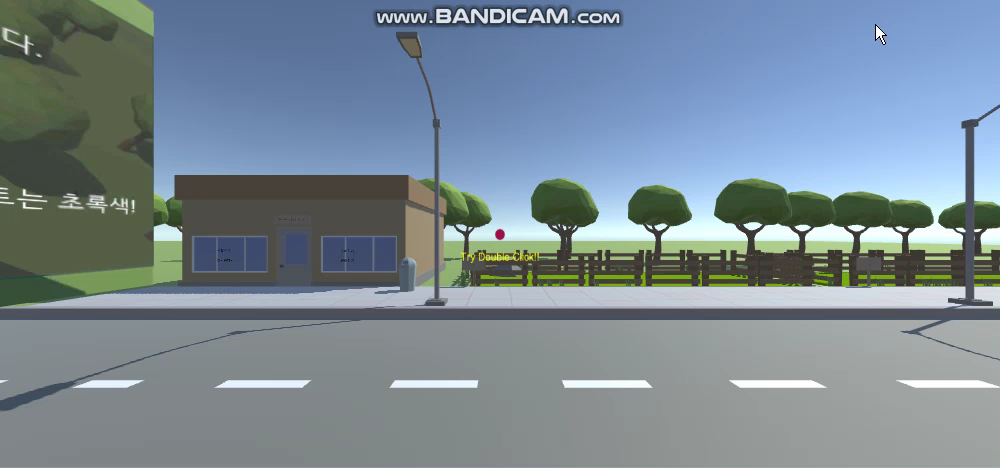 www.BANDICAM.com
다.
트는 초록색!
Try Double Click!!